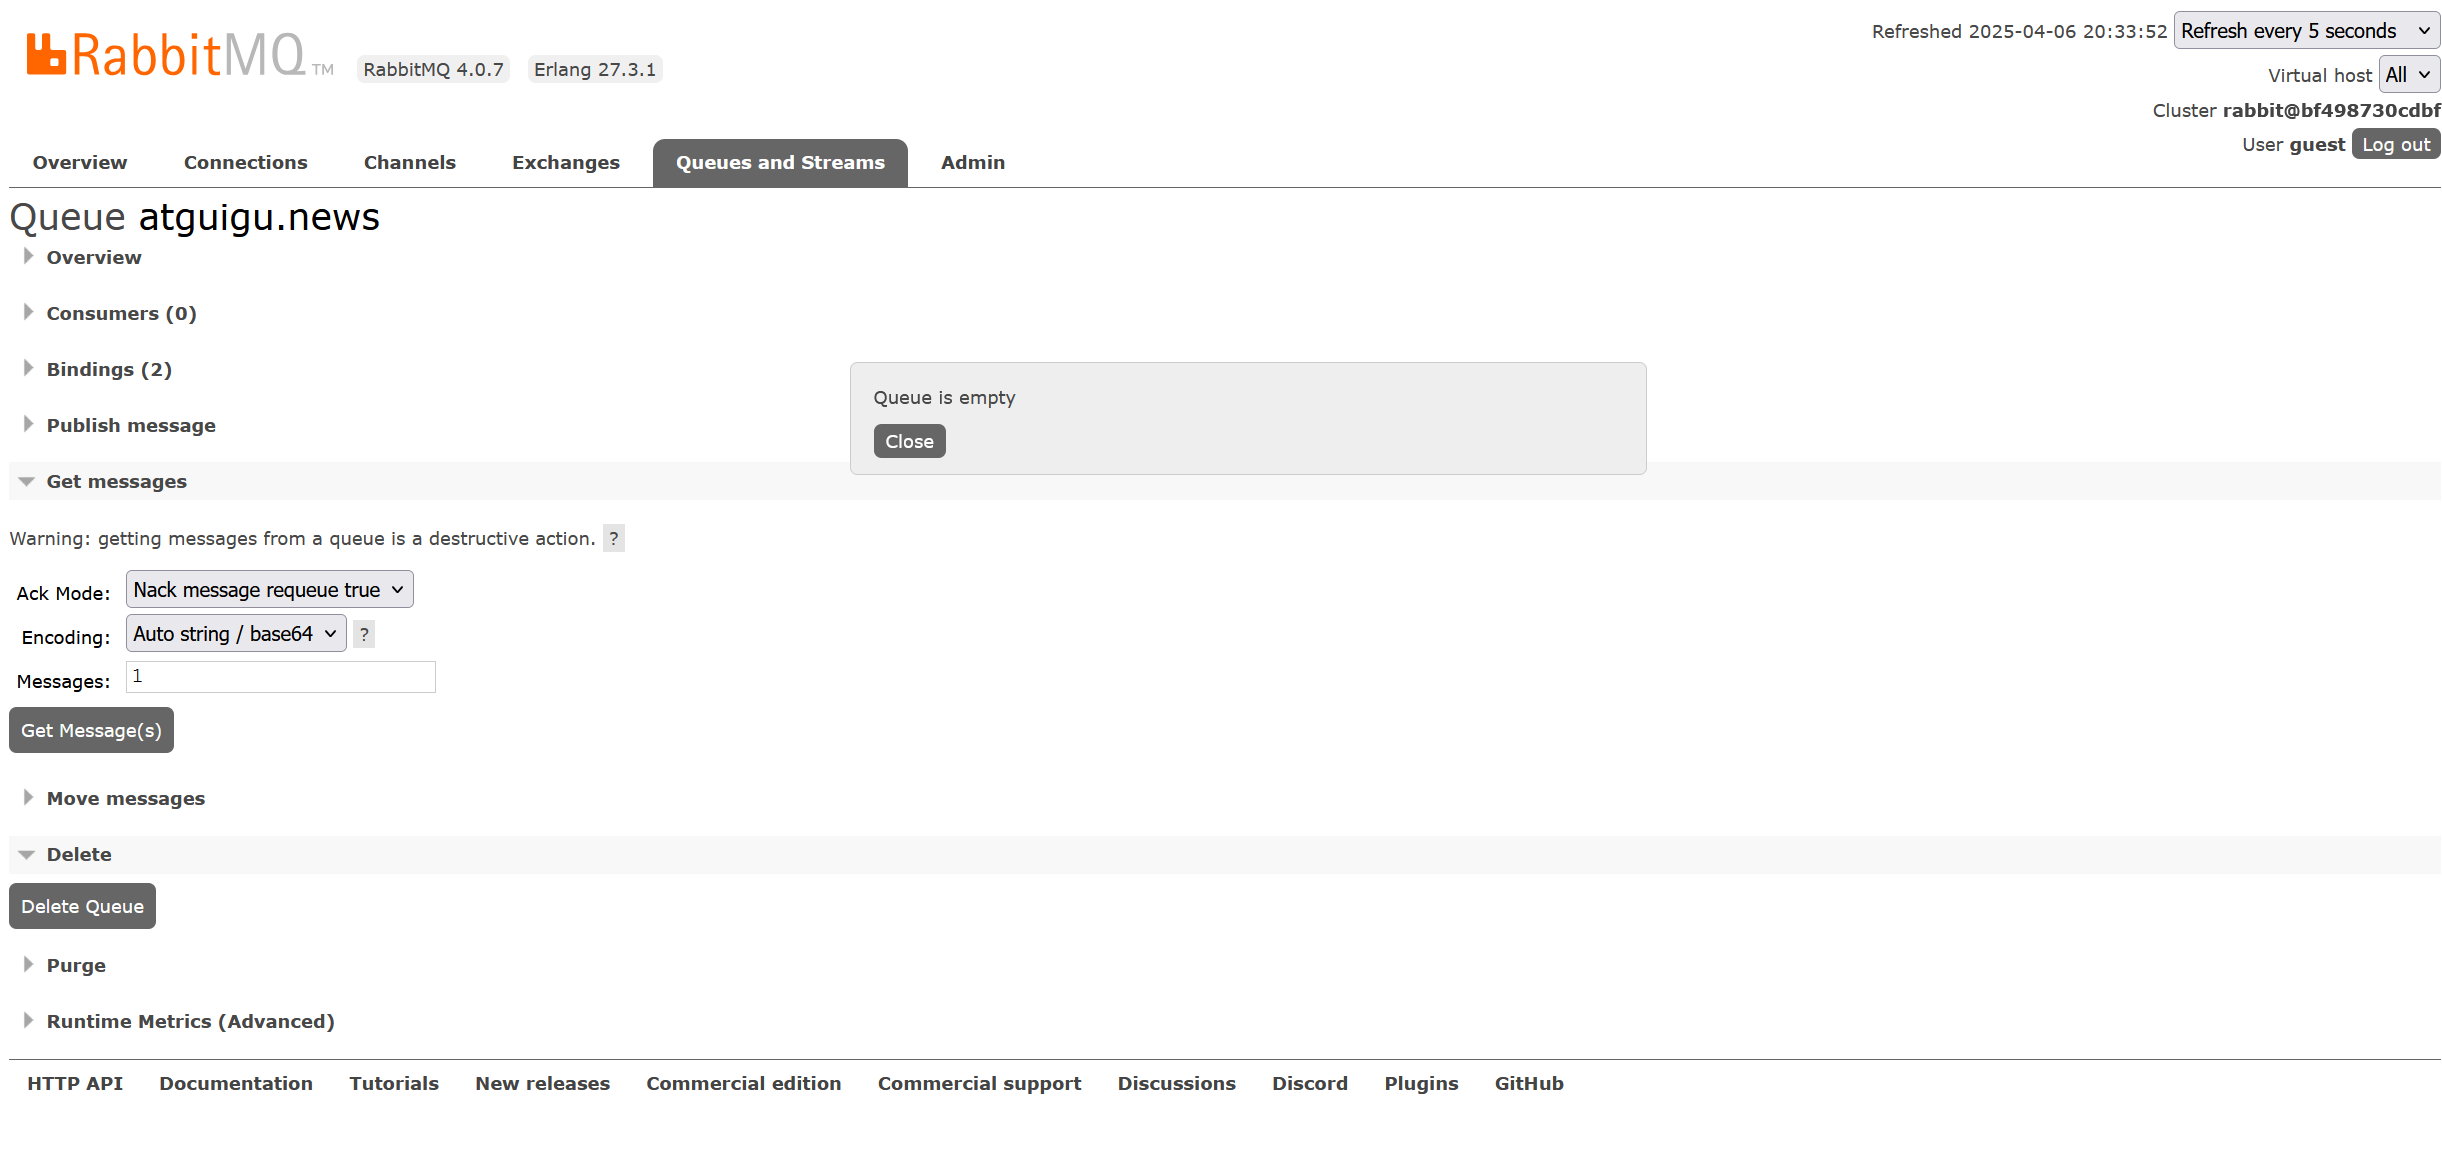 RabbitMQ TM RabbitMQ 4.0.7 Erlang 27.3.1
Refreshed 2025-04-06 20:33:52 Refresh every 5 seconds
Virtual host All
Cluster rabbit@bf498730cdbf
User guest Log out
Overview Connections Channels Exchanges Queues and Streams Admin
Queue atguigu.news
Overview
Consumers (0)
Bindings (2)
Publish message
Queue is empty
Close
Get messages
Warning: getting messages from a queue is a destructive action. ?
Ack Mode: Nack message requeue true
Encoding: Auto string / base64 ?
Messages: 1
Get Message(s)
Move messages
Delete
Delete Queue
Purge
Runtime Metrics (Advanced)
HTTP API Documentation Tutorials New releases Commercial edition Commercial support Discussions Discord Plugins GitHub